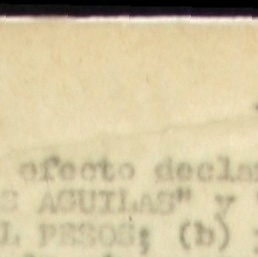 efecto decla
AGUILAS" y
PESOS; (b)